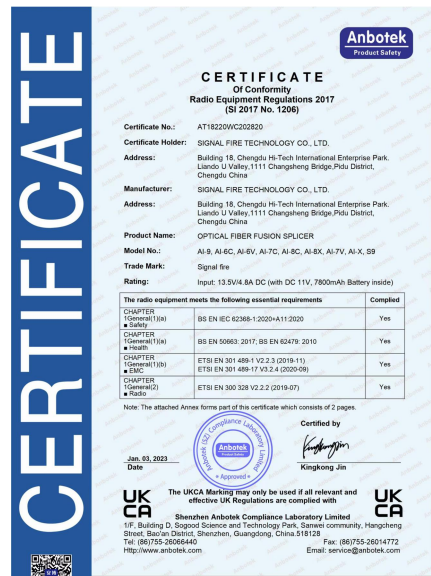 CERTIFICATE
Anbotek
Product Safety
CERTIFICATE
Of Conformity
Radio Equipment Regulations 2017
(SI 2017 No. 1206)
Certificate No.: AT18220WC202820
Certificate Holder: SIGNAL FIRE TECHNOLOGY CO., LTD.
Address: Building 18, Chengdu Hi-Tech International Enterprise Park.
Liando U Valley,1111 Changsheng Bridge,Pidu District,
Chengdu China
Manufacturer: SIGNAL FIRE TECHNOLOGY CO., LTD.
Address: Building 18, Chengdu Hi-Tech International Enterprise Park.
Liando U Valley,1111 Changsheng Bridge,Pidu District,
Chengdu China
Product Name: OPTICAL FIBER FUSION SPLICER
Model No.: AI-9, AI-6C, AI-6V, AI-7C, AI-8C, AI-8X, AI-7V, AI-X, S9
Trade Mark: Signal fire
Rating: Input: 13.5V/4.8A DC (with DC 11V, 7800mAh Battery inside)
The radio equipment meets the following essential requirements Complied
CHAPTER
1General(1)(a)
■ Safety
BS EN IEC 62368-1:2020+A11:2020 Yes
CHAPTER
1General(1)(a)
■ Health
BS EN 50663: 2017; BS EN 62479: 2010 Yes
CHAPTER
1General(1)(b)
■ EMC
ETSI EN 301 489-1 V2.2.3 (2019-11)
ETSI EN 301 489-17 V3.2.4 (2020-09)
Yes
CHAPTER
1General(2)
■ Radio
ETSI EN 300 328 V2.2.2 (2019-07) Yes
Note: The attached Annex forms part of this certificate which consists of 2 pages.
Anbotek (SZ) Compliance Laboratory Limited
Anbotek
Product Safety
* Approved *
Certified by
Jan. 03, 2023
Date
Kingkong Jin
UK
CA
The UKCA Marking may only be used if all relevant and
effective UK Regulations are complied with
UK
CA
Shenzhen Anbotek Compliance Laboratory Limited
1/F, Building D, Sogood Science and Technology Park, Sanwei community, Hangcheng
Street, Bao'an District, Shenzhen, Guangdong, China.518128
Tel: (86)755-26066440 Fax: (86)755-26014772
Http://www.anbotek.com Email: service@anbotek.com